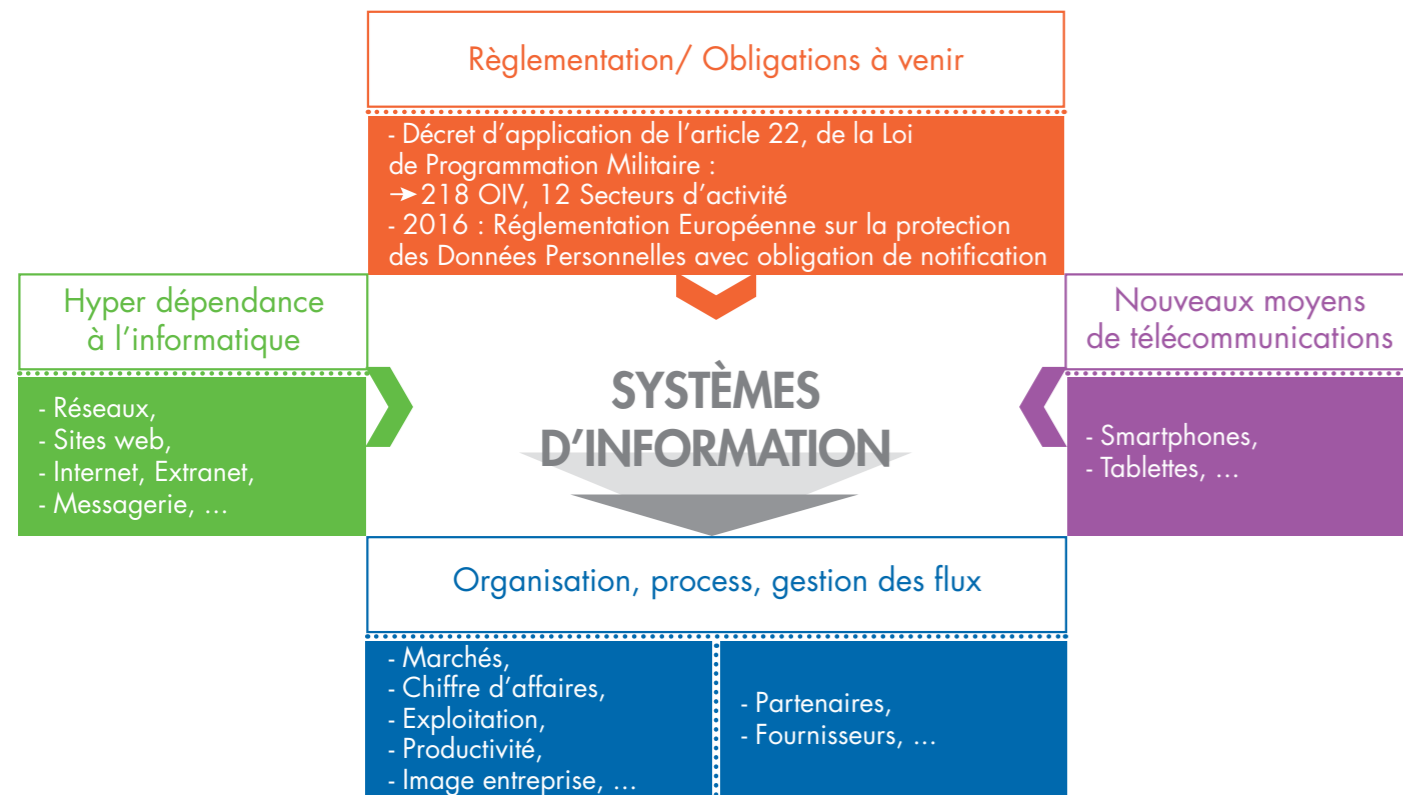 Règlementation/ Obligations à venir
- Décret d'application de l'article 22, de la Loi
de Programmation Militaire :
➛218 OIV, 12 Secteurs d'activité
- 2016 : Réglementation Européenne sur la protection
des Données Personnelles avec obligation de notification
Hyper dépendance
à l'informatique
- Réseaux,
- Sites web,
- Internet, Extranet,
- Messagerie, ...
SYSTÈMES
D'INFORMATION
Nouveaux moyens
de télécommunications
- Smartphones,
- Tablettes, ...
Organisation, process, gestion des flux
- Marchés,
- Chiffre d'affaires,
- Exploitation,
- Productivité,
- Image entreprise, ...
- Partenaires,
- Fournisseurs, ...